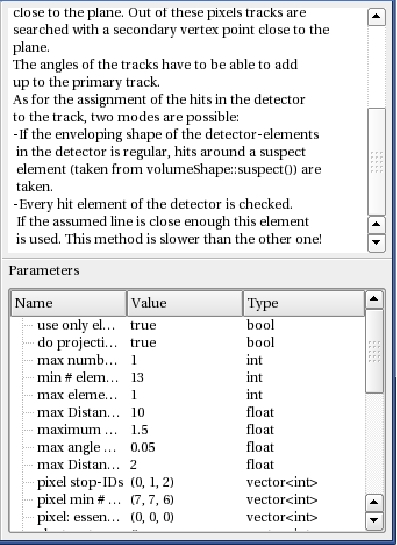 close to the plane. Out of these pixels tracks are
searched with a secondary vertex point close to the
plane.
The angles of the tracks have to be able to add
up to the primary track.
As for the assignment of the hits in the detector
to the track, two modes are possible:
-If the enveloping shape of the detector-elements
in the detector is regular, hits around a suspect
element (taken from volumeShape::suspect()) are
taken.
-Every hit element of the detector is checked.
If the assumed line is close enough this element
is used. This method is slower than the other one!
Parameters
Name Value Type
use only el... true bool
do projecti... true bool
max numb... 1 int
min # elem... 13 int
max eleme... 1 int
max Distan... 10 float
maximum ... 1.5 float
max angle ... 0.05 float
max Distan... 2 float
pixel stop-IDs (0, 1, 2) vector<int>
pixel min # ... (7, 7, 6) vector<int>
pixel: essen... (0, 0, 0) vector<int>